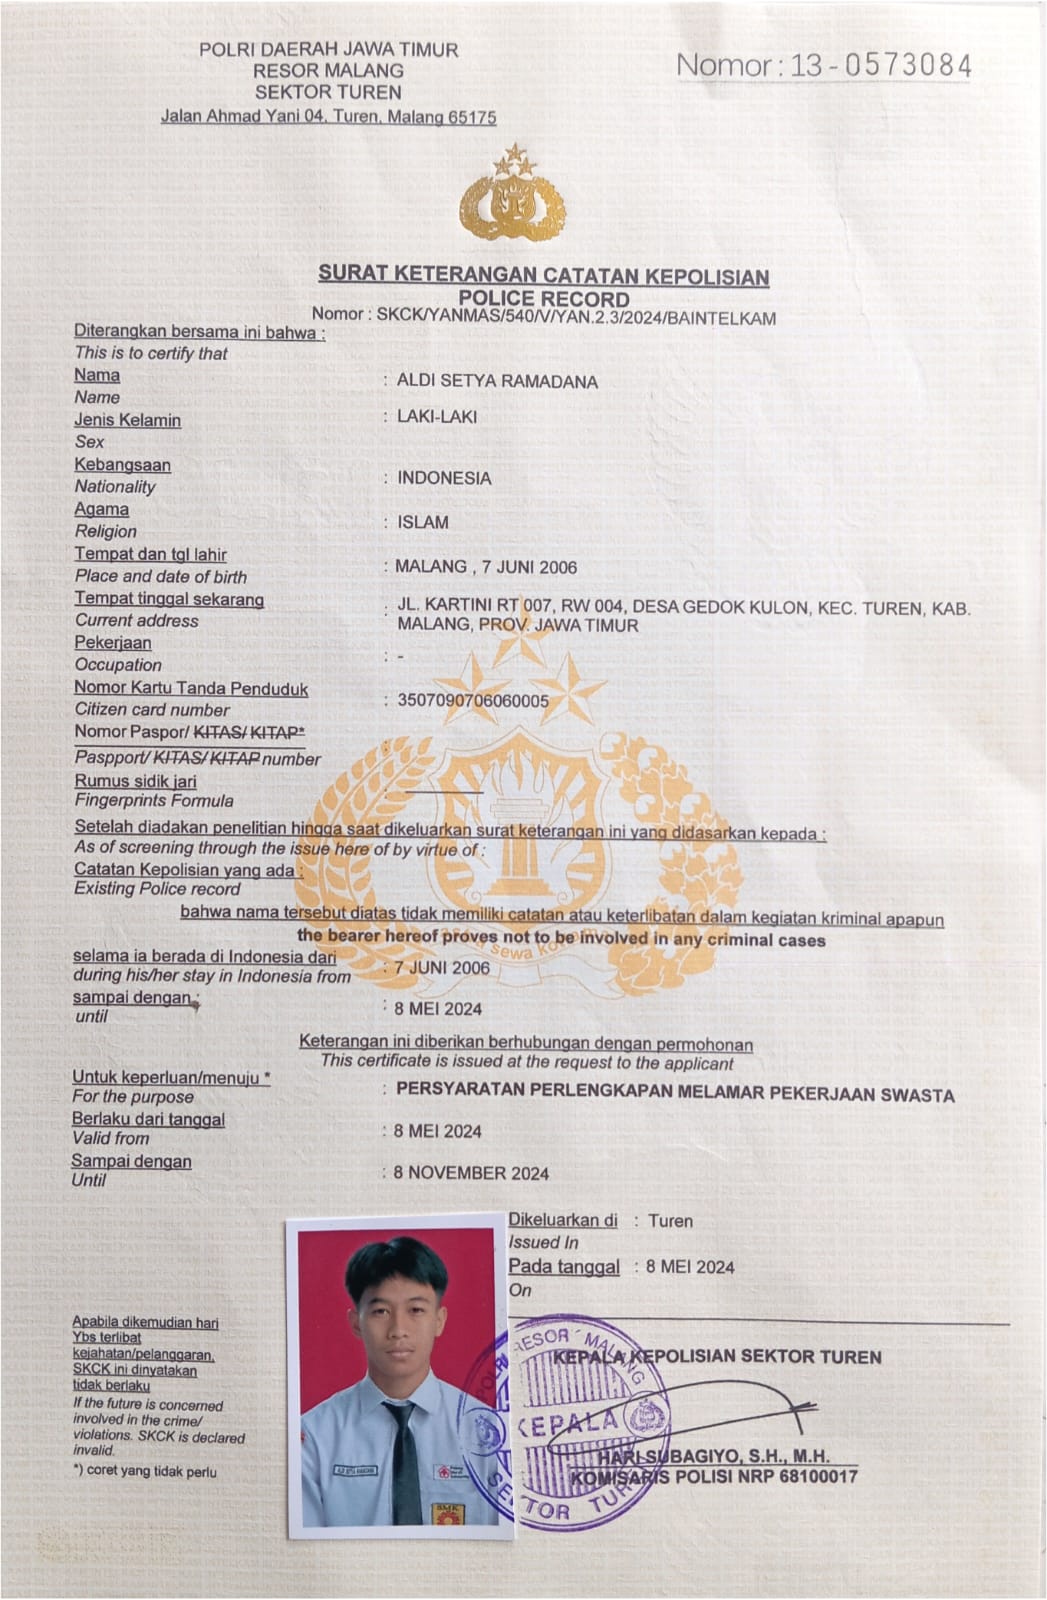 POLRI DAERAH JAWA TIMUR
RESOR MALANG
SEKTOR TUREN
Jalan Ahmad Yani 04, Turen, Malang 65175
Nomor : 13 - 0573084
SURAT KETERANGAN CATATAN KEPOLISIAN
POLICE RECORD
Nomor : SKCK/YANMAS/540/V/YAN.2.3/2024/BAINTELKAM
Diterangkan bersama ini bahwa :
This is to certify that
Nama : ALDI SETYA RAMADANA
Name
Jenis Kelamin : LAKI-LAKI
Sex
Kebangsaan : INDONESIA
Nationality
Agama : ISLAM
Religion
Tempat dan tgl lahir : MALANG , 7 JUNI 2006
Place and date of birth
Tempat tinggal sekarang : JL. KARTINI RT 007, RW 004, DESA GEDOK KULON, KEC. TUREN, KAB.
Current address MALANG, PROV. JAWA TIMUR
Pekerjaan : -
Occupation
Nomor Kartu Tanda Penduduk : 3507090706060005
Citizen card number
Nomor Paspor/ KITAS/ KITAP*
Paspport/ KITAS/ KITAP number
Rumus sidik jari :
Fingerprints Formula
Setelah diadakan penelitian hingga saat dikeluarkan surat keterangan ini yang didasarkan kepada :
As of screening through the issue here of by virtue of :
Catatan Kepolisian yang ada :
Existing Police record
bahwa nama tersebut diatas tidak memiliki catatan atau keterlibatan dalam kegiatan kriminal apapun
the bearer hereof proves not to be involved in any criminal cases
selama ia berada di Indonesia dari : 7 JUNI 2006
during his/her stay in Indonesia from
sampai dengan : : 8 MEI 2024
until
Keterangan ini diberikan berhubungan dengan permohonan
This certificate is issued at the request to the applicant
Untuk keperluan/menuju * : PERSYARATAN PERLENGKAPAN MELAMAR PEKERJAAN SWASTA
For the purpose
Berlaku dari tanggal : 8 MEI 2024
Valid from
Sampai dengan : 8 NOVEMBER 2024
Until
Dikeluarkan di : Turen
Issued In
Pada tanggal : 8 MEI 2024
On
KEPALA KEPOLISIAN SEKTOR TUREN
RESOR MALANG
POLRI
KEPALA
SEKTOR TUREN
HARI SUBAGIYO, S.H., M.H.
KOMISARIS POLISI NRP 68100017
SMK
Apabila dikemudian hari
Ybs terlibat
kejahatan/pelanggaran,
SKCK ini dinyatakan
tidak berlaku
If the future is concerned
involved in the crime/
violations. SKCK is declared
invalid.
*) coret yang tidak perlu